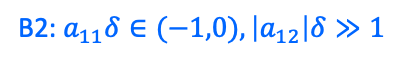 B2: 𝑎₁₁𝛿 ∈ (−1,0), |𝑎₁₂|𝛿 ≫ 1